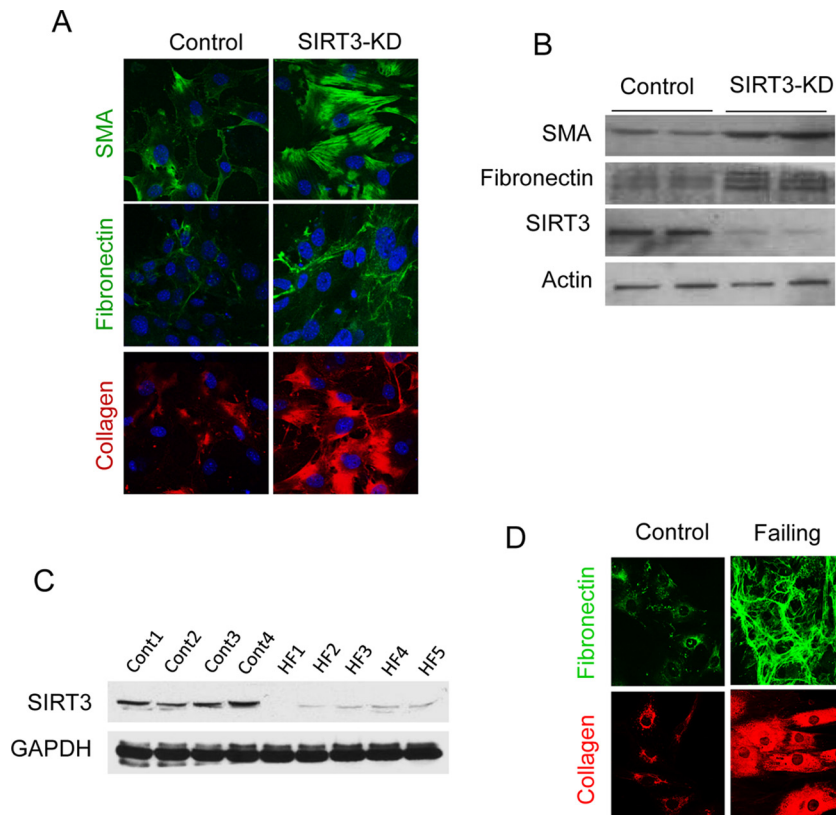 A
Control SIRT3-KD
SMA
Fibronectin
Collagen
B
Control SIRT3-KD
SMA
Fibronectin
SIRT3
Actin
C
Cont1 Cont2 Cont3 Cont4 HF1 HF2 HF3 HF4 HF5
SIRT3
GAPDH
D
Control Failing
Fibronectin
Collagen